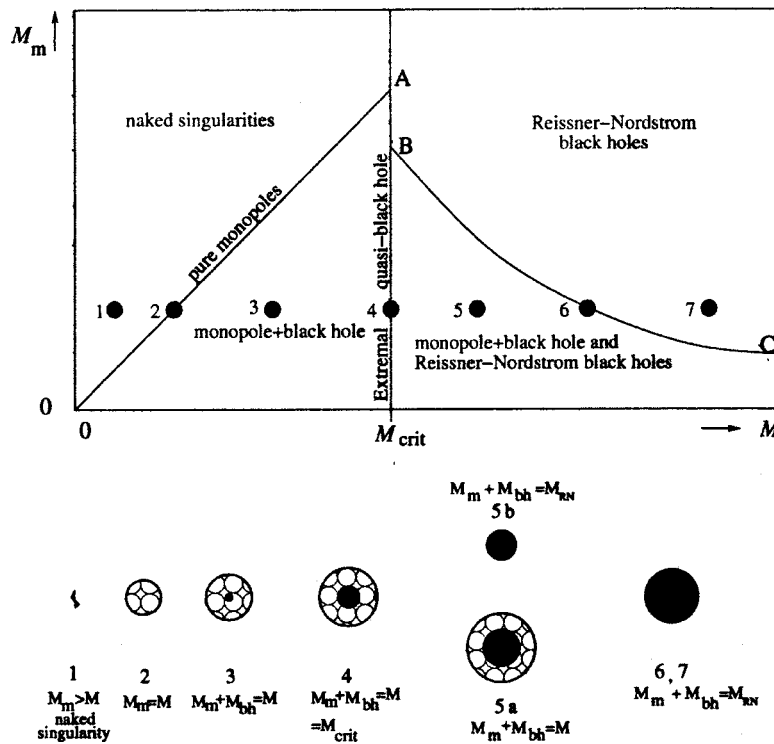 M_m
A
naked singularities
Reissner−Nordstrom
black holes
B
pure monopoles
quasi−black hole
Extremal
1
2
3
4
5
6
7
monopole+black hole
monopole+black hole and
Reissner−Nordstrom black holes
C
0
0
M_crit
M
M_m + M_bh = M_RN
5 b
1
M_m > M
naked
singularity
2
M_m = M
3
M_m + M_bh = M
4
M_m + M_bh = M
= M_crit
5 a
M_m + M_bh = M
6 , 7
M_m + M_bh = M_RN